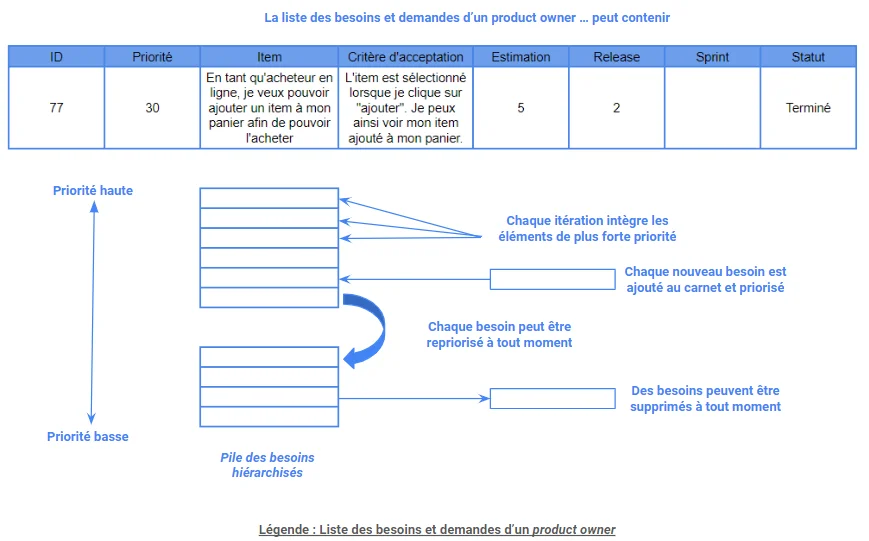 La liste des besoins et demandes d’un product owner … peut contenir
ID Priorité Item Critère d'acceptation Estimation Release Sprint Statut
77
30
En tant qu'acheteur en
ligne, je veux pouvoir
ajouter un item à mon
panier afin de pouvoir
l'acheter
L'item est sélectionné
lorsque je clique sur
"ajouter". Je peux
ainsi voir mon item
ajouté à mon panier.
5
2
Terminé
Priorité haute
Chaque itération intègre les
éléments de plus forte priorité
Chaque nouveau besoin est
ajouté au carnet et priorisé
Chaque besoin peut être
repriorisé à tout moment
Des besoins peuvent être
supprimés à tout moment
Priorité basse
Pile des besoins
hiérarchisés
Légende : Liste des besoins et demandes d’un product owner